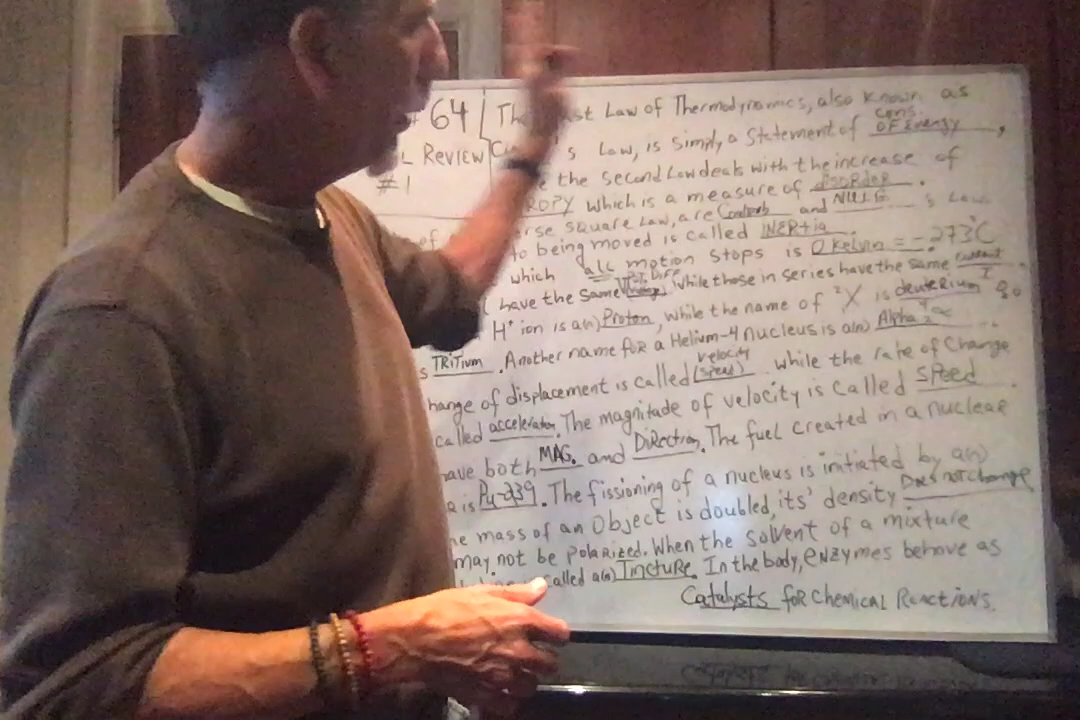 64 Th st Law of Thermodynamics, also known as
L REVIEW C s Law, is simply a statement of cons. OF Energy,
#1 e the second Law deals with the increase of
ROPY which is a measure of disorder.
rse square Law, are Coulomb and 's Law
to being moved is called INERtia
which all motion stops is 0 Kelvin = -273°C
have the same while those in series have the same current I
H+ ion is a(n) Proton, while the name of ²X is deuterium
s TRiTium. Another name for a Helium-4 nucleus is a(n) Alpha 4 2 α
hange of displacement is called velocity (speed) while the rate of Change
called acceleration. The magnitude of velocity is called Speed.
ave both MAG. and Direction. The fuel created in a nuclear
R is Pu-239. The fissioning of a nucleus is initiated by a(n)
he mass of an Object is doubled, its' density Does not change
may not be polarized. When the solvent of a mixture
called a(n) Tincture. In the body, enzymes behave as
Catalysts for Chemical Reactions.